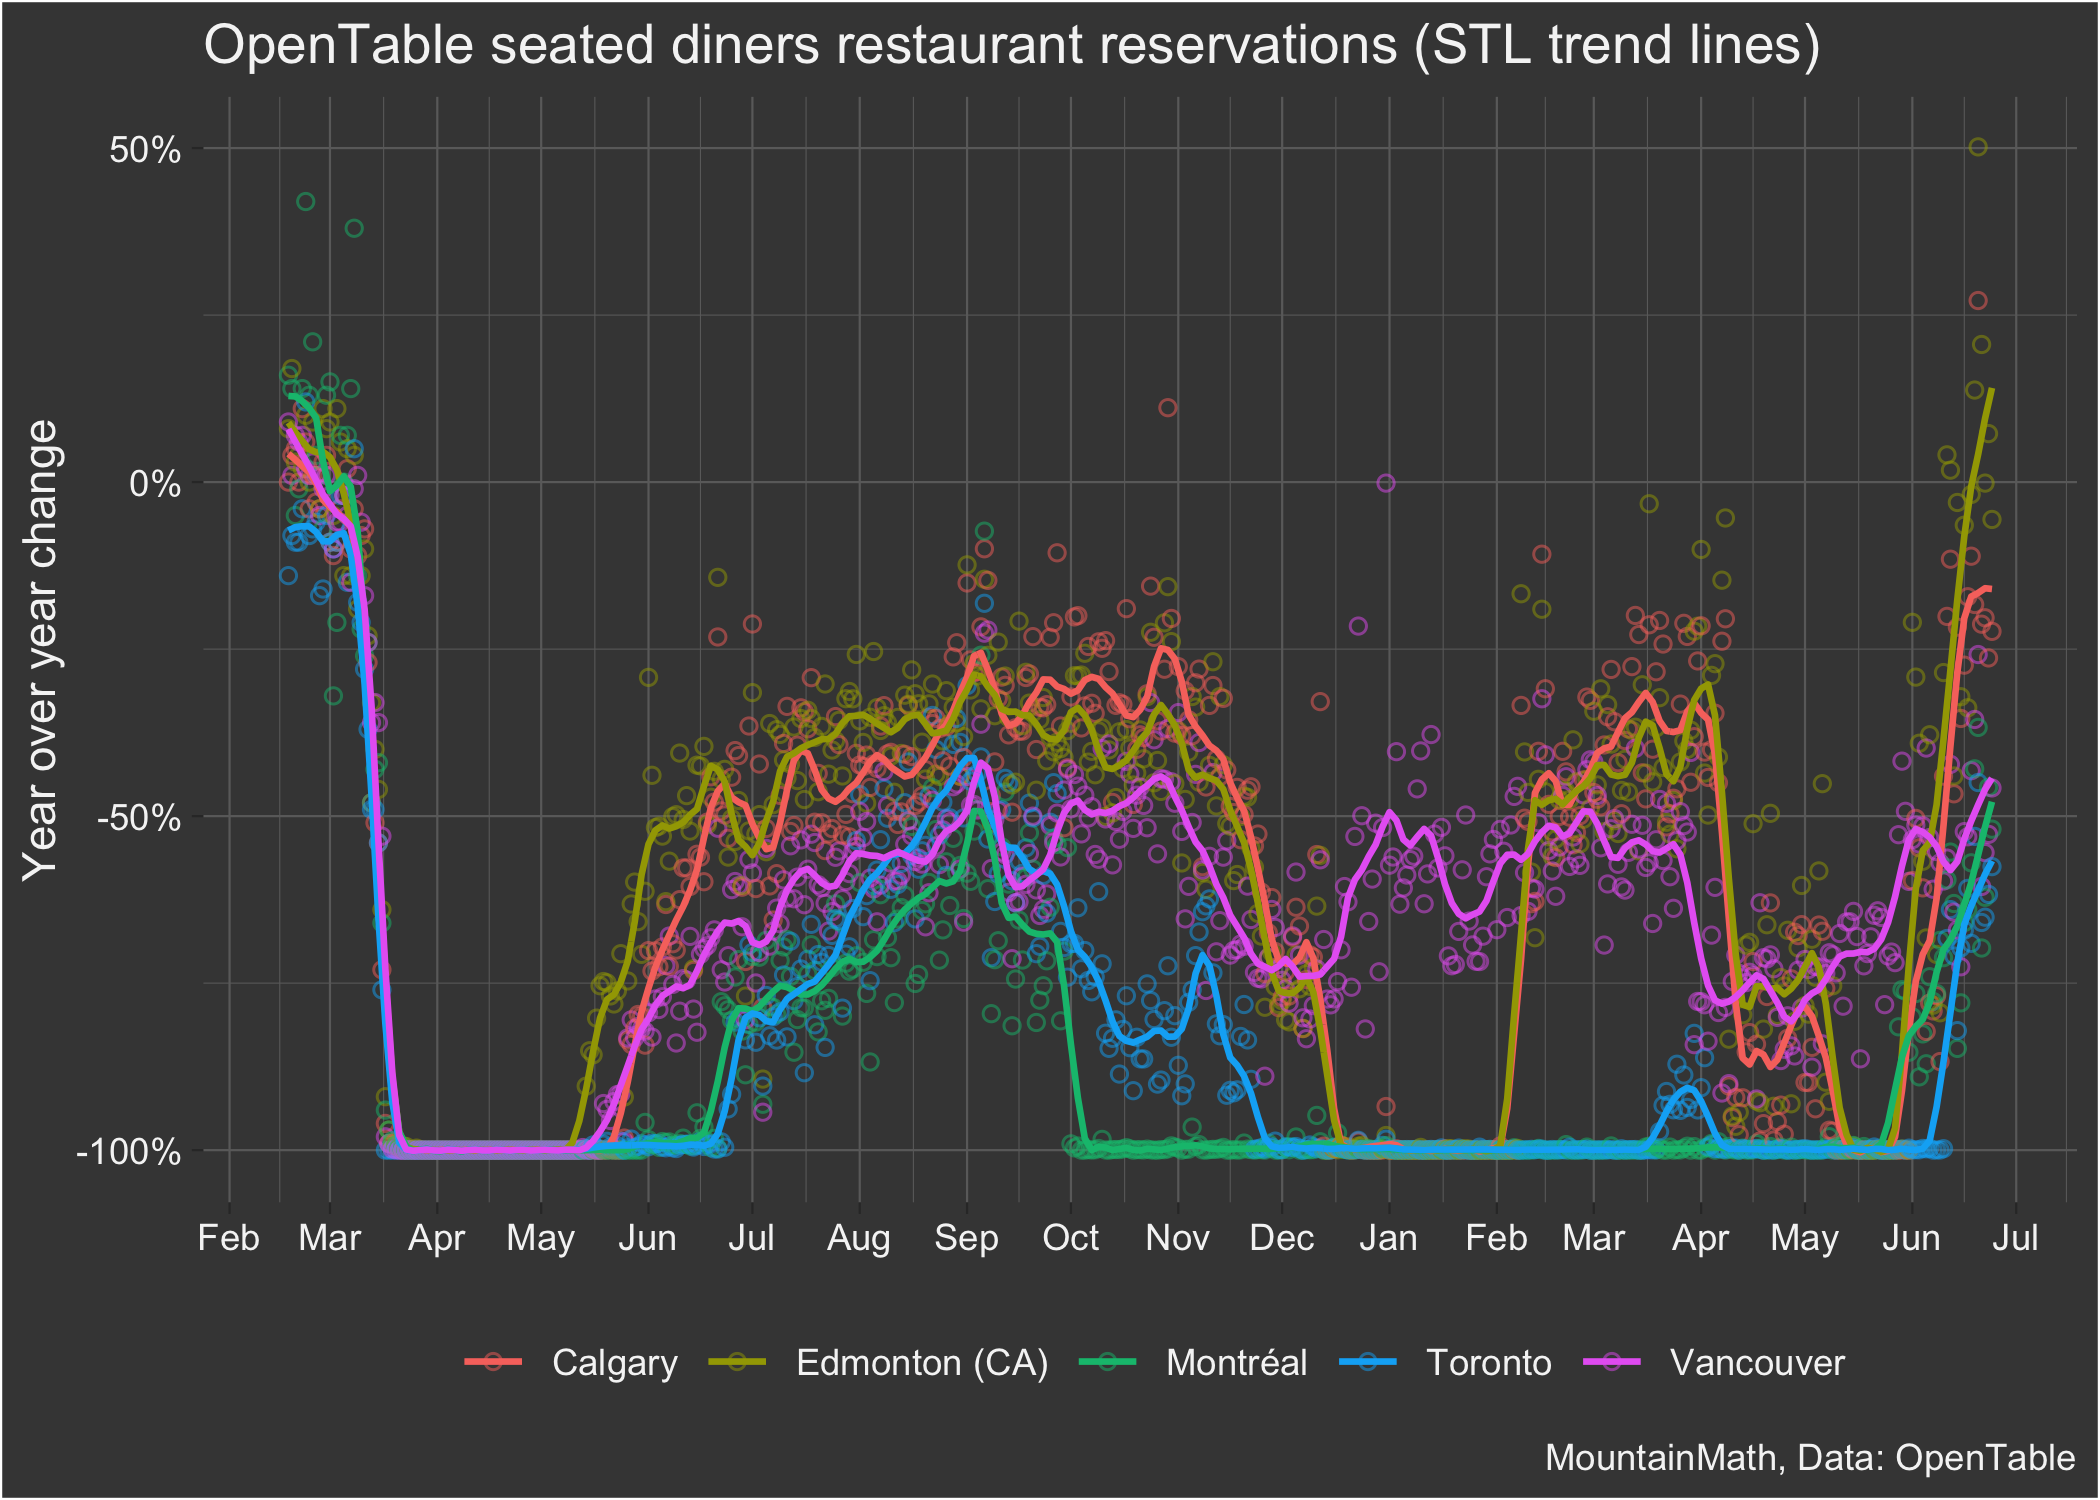 OpenTable seated diners restaurant reservations (STL trend lines)
Year over year change
50%
0%
-50%
-100%
Feb Mar Apr May Jun Jul Aug Sep Oct Nov Dec Jan Feb Mar Apr May Jun Jul
Calgary Edmonton (CA) Montréal Toronto Vancouver
MountainMath, Data: OpenTable